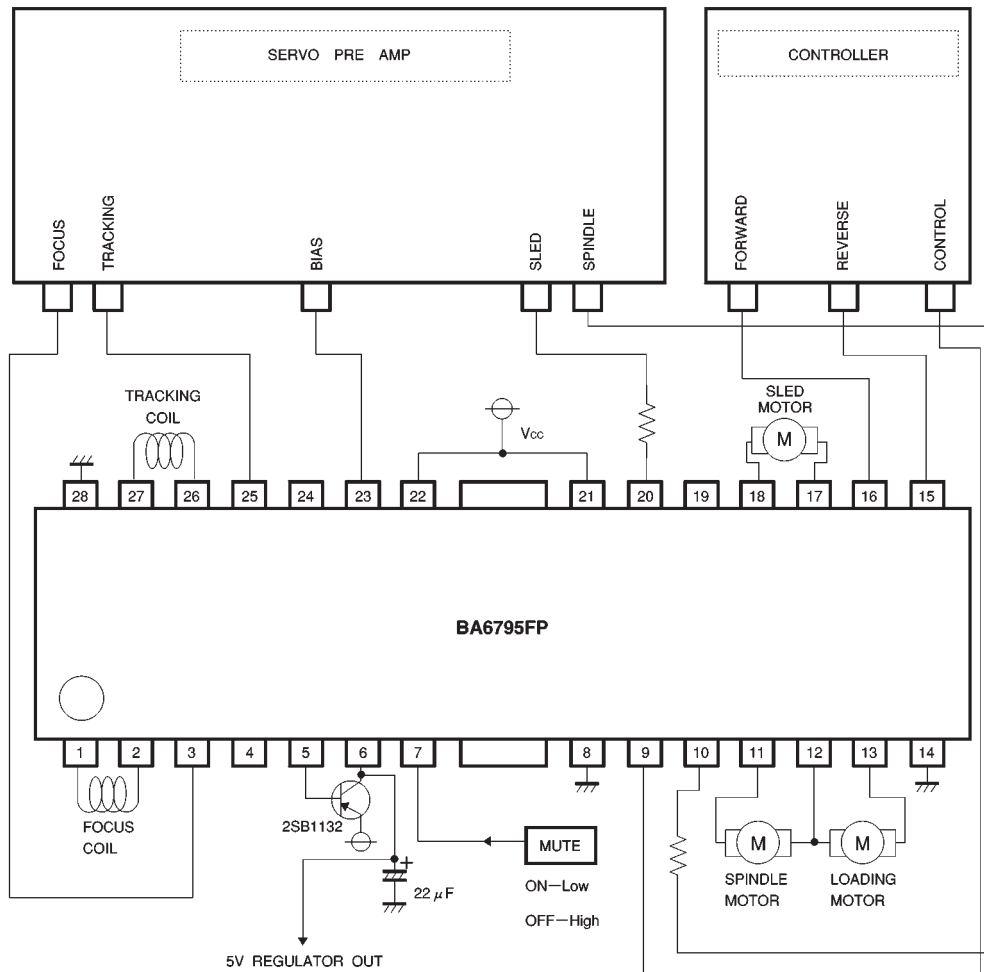 SERVO PRE AMP
CONTROLLER
FOCUS
TRACKING
BIAS
SLED
SPINDLE
FORWARD
REVERSE
CONTROL
TRACKING
COIL
Vcc
SLED
MOTOR
M
28 27 26 25 24 23 22 21 20 19 18 17 16 15
BA6795FP
1 2 3 4 5 6 7 8 9 10 11 12 13 14
FOCUS
COIL
2SB1132
+
22 μF
5V REGULATOR OUT
MUTE
ON−Low
OFF−High
M
M
SPINDLE
MOTOR
LOADING
MOTOR